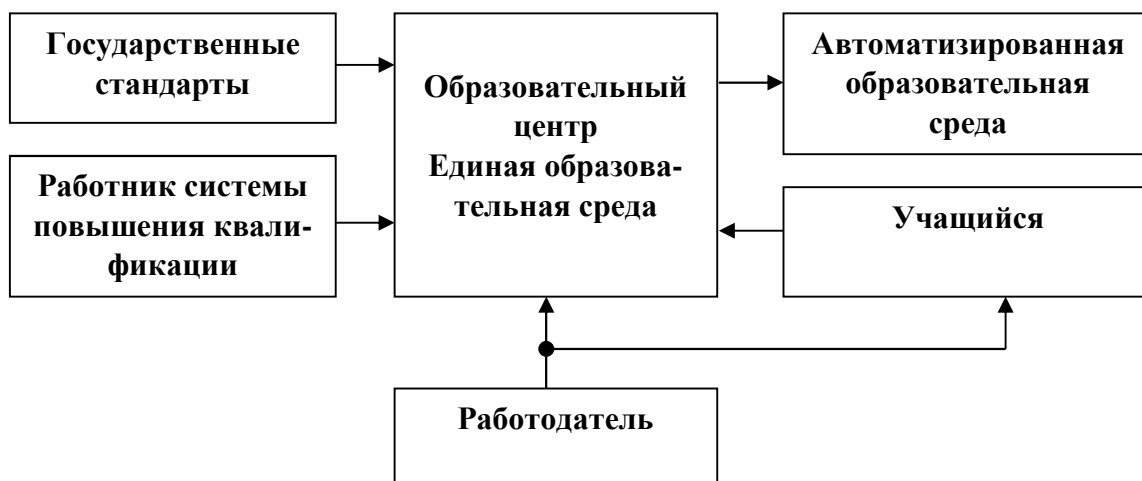 Государственные
стандарты
Работник системы
повышения квали-
фикации
Образовательный
центр
Единая образова-
тельная среда
Автоматизированная
образовательная
среда
Учащийся
Работодатель